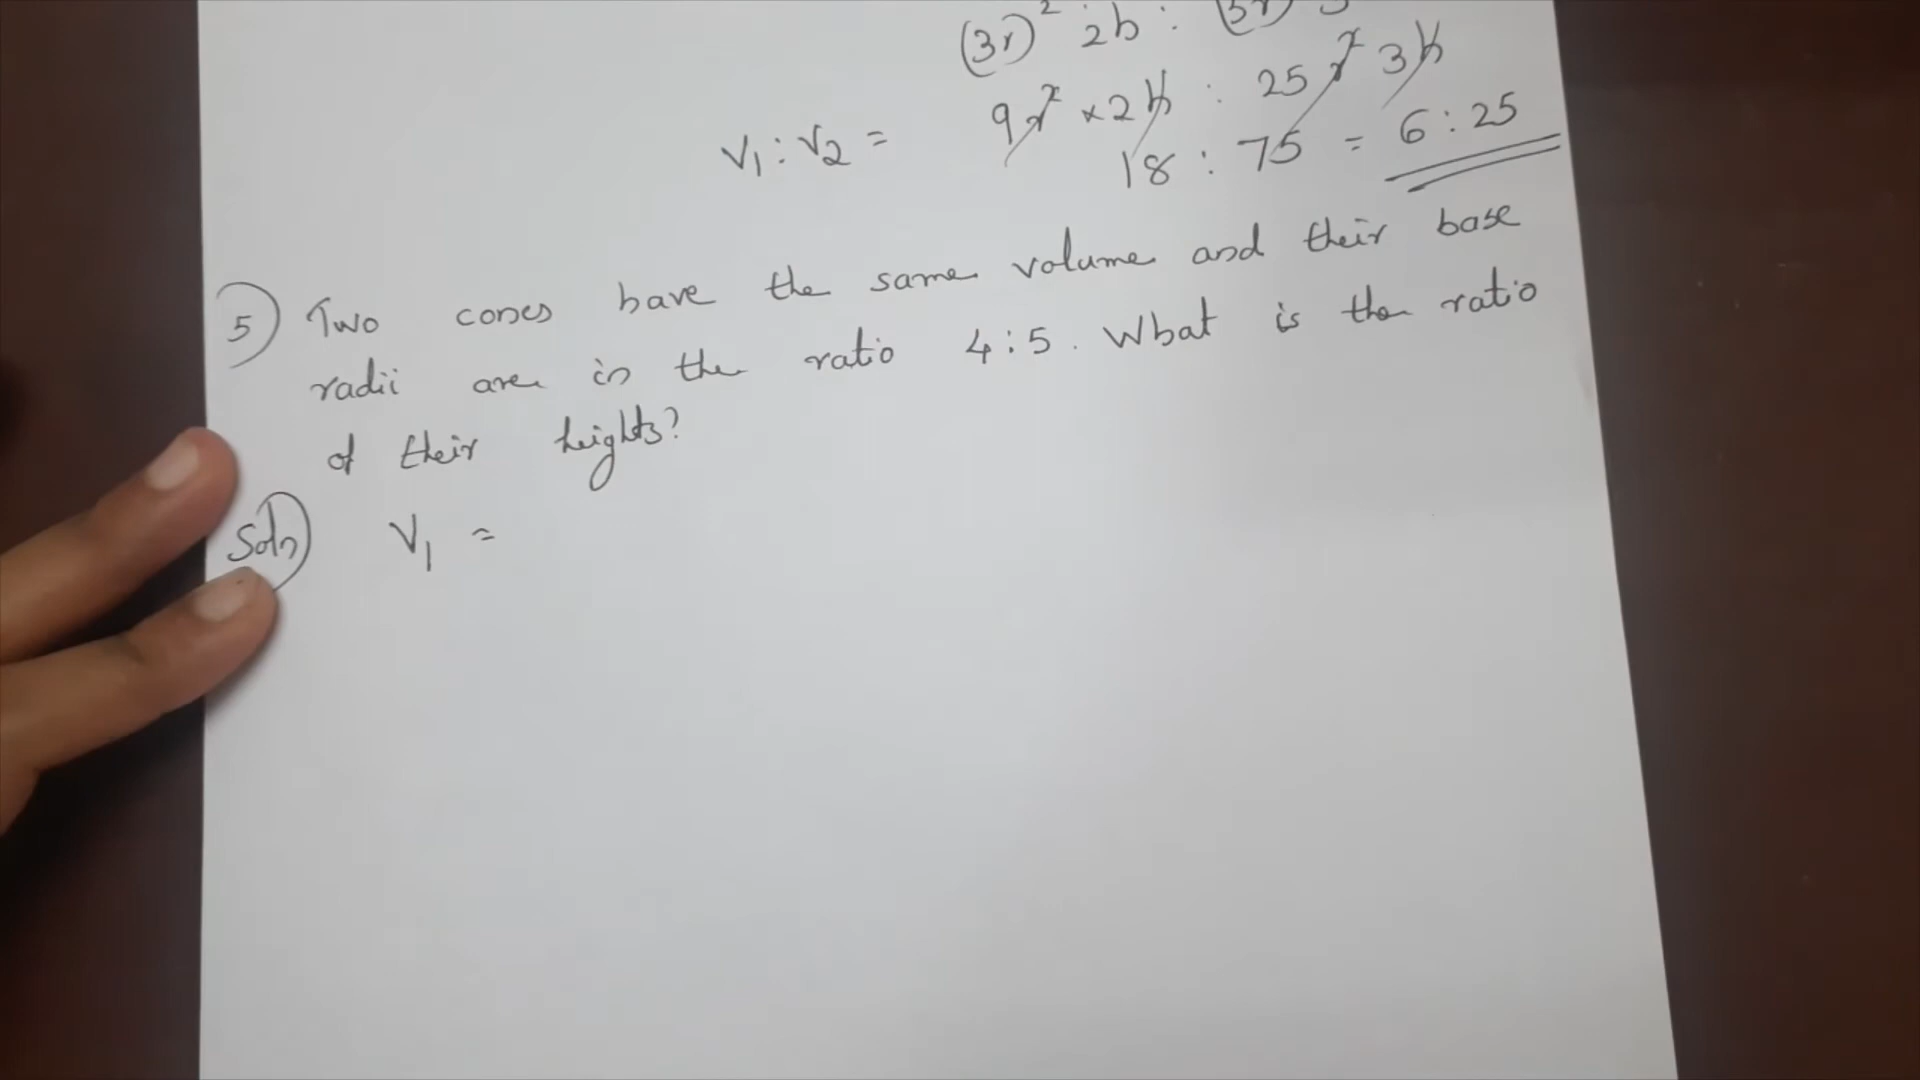 (3r)² 2h :
9r² × 2h : 25 r² 3h
V₁ : V₂ =
18 : 75 = 6 : 25
5) Two cones have the same volume and their base
radii are in the ratio 4 : 5. What is the ratio
of their heights?
Soln) V₁ =